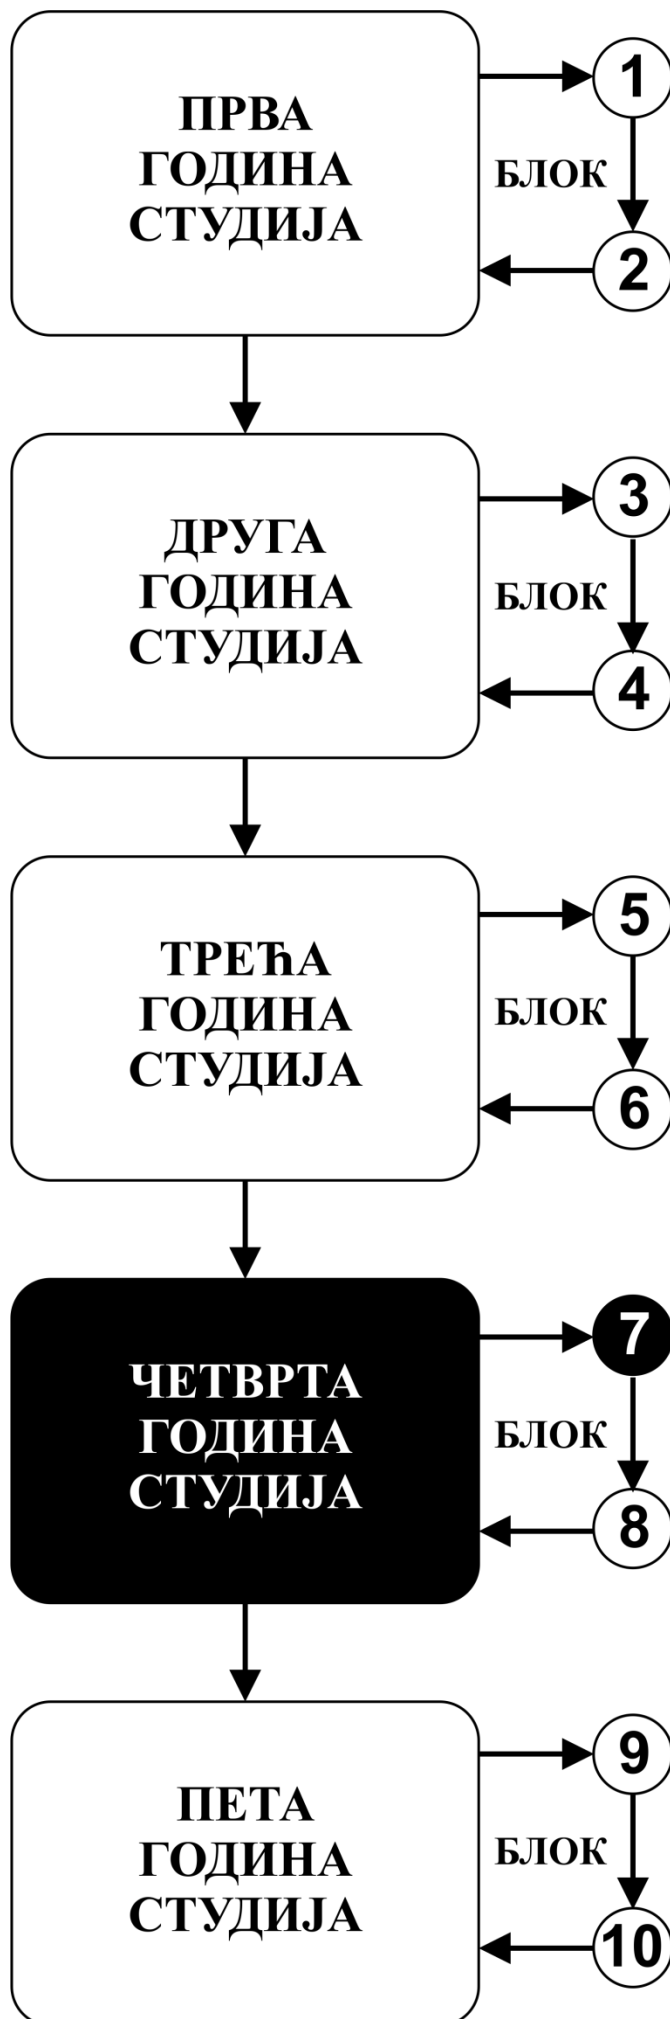 ПРВА
ГОДИНА
СТУДИЈА
1
БЛОК
2
ДРУГА
ГОДИНА
СТУДИЈА
3
БЛОК
4
ТРЕЋА
ГОДИНА
СТУДИЈА
5
БЛОК
6
ЧЕТВРТА
ГОДИНА
СТУДИЈА
7
БЛОК
8
ПЕТА
ГОДИНА
СТУДИЈА
9
БЛОК
10